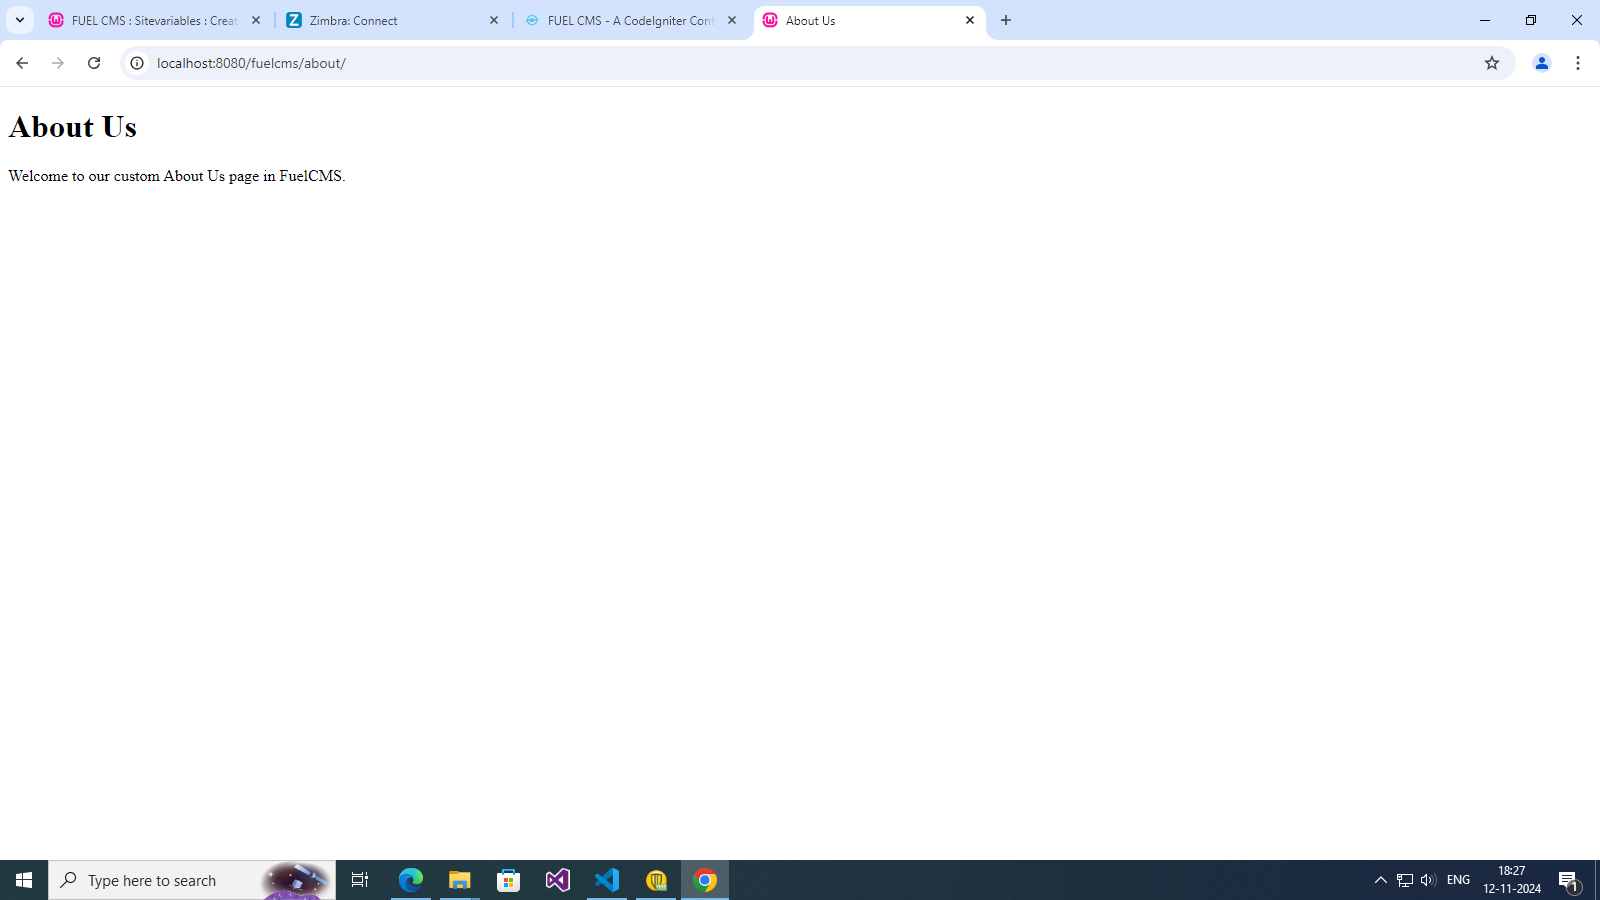 FUEL CMS : Sitevariables : Creat
Zimbra: Connect
FUEL CMS - A CodeIgniter Cont
About Us
localhost:8080/fuelcms/about/
About Us
Welcome to our custom About Us page in FuelCMS.
Type here to search
ENG
18:27
12-11-2024
1